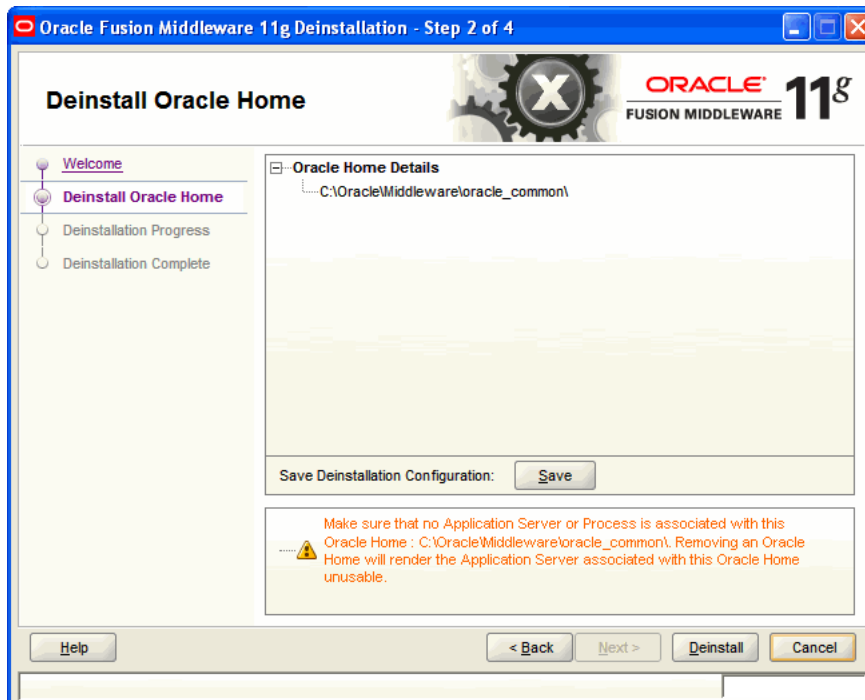 Oracle Fusion Middleware 11g Deinstallation - Step 2 of 4
Deinstall Oracle Home
X
ORACLE®
FUSION MIDDLEWARE 11g
Welcome
Deinstall Oracle Home
Deinstallation Progress
Deinstallation Complete
Oracle Home Details
C:\Oracle\Middleware\oracle_common\
Save Deinstallation Configuration: Save
Make sure that no Application Server or Process is associated with this
Oracle Home : C:\Oracle\Middleware\oracle_common\. Removing an Oracle
Home will render the Application Server associated with this Oracle Home
unusable.
Help < Back Next > Deinstall Cancel